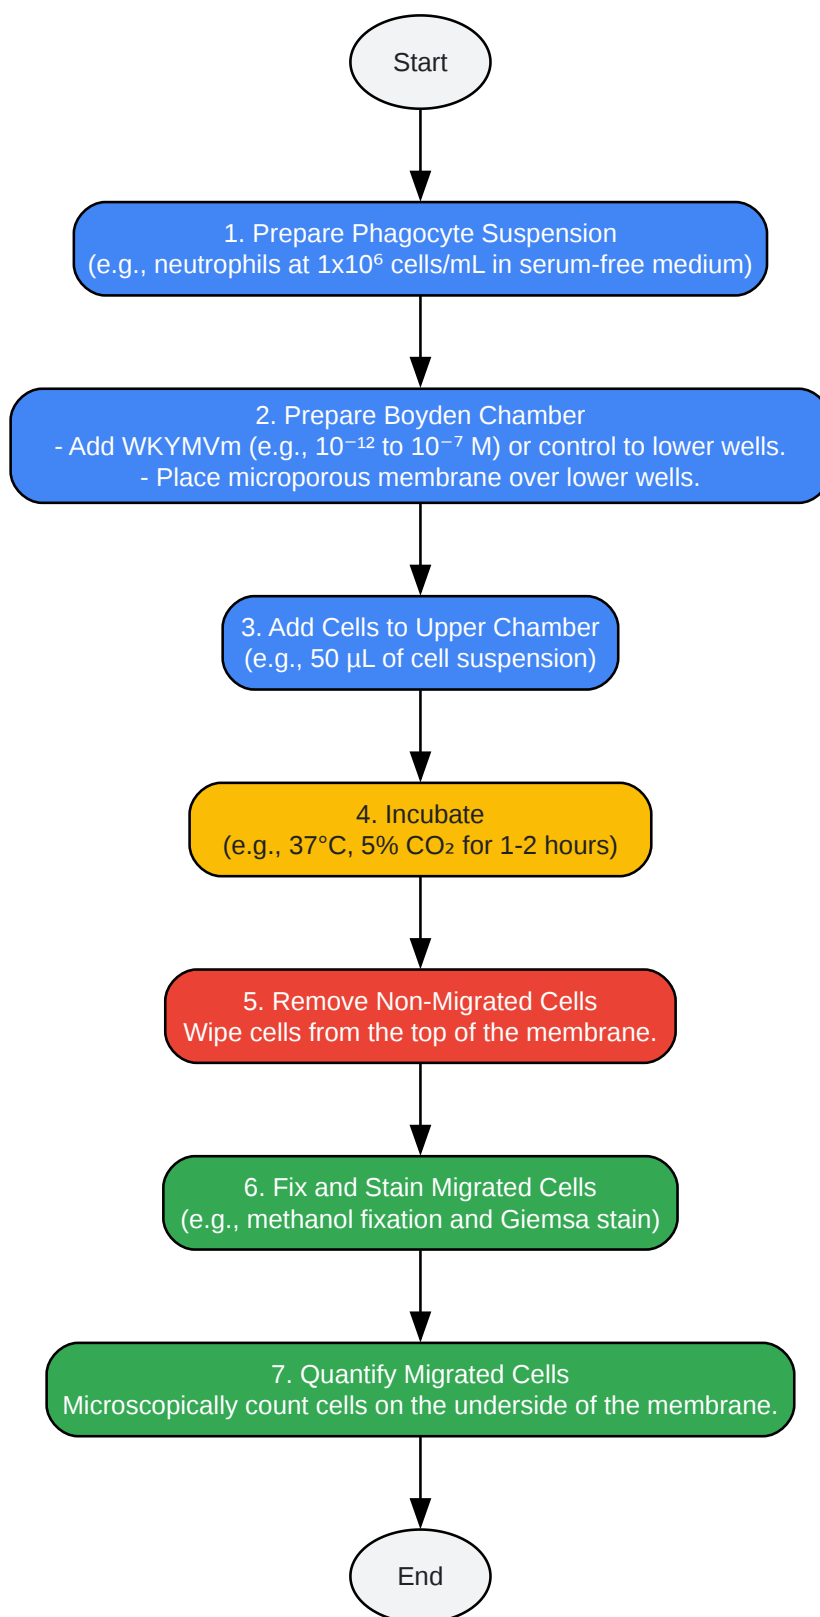 Start
1. Prepare Phagocyte Suspension
(e.g., neutrophils at 1x10⁶ cells/mL in serum-free medium)
2. Prepare Boyden Chamber
- Add WKYMVm (e.g., 10⁻¹² to 10⁻⁷ M) or control to lower wells.
- Place microporous membrane over lower wells.
3. Add Cells to Upper Chamber
(e.g., 50 µL of cell suspension)
4. Incubate
(e.g., 37°C, 5% CO₂ for 1-2 hours)
5. Remove Non-Migrated Cells
Wipe cells from the top of the membrane.
6. Fix and Stain Migrated Cells
(e.g., methanol fixation and Giemsa stain)
7. Quantify Migrated Cells
Microscopically count cells on the underside of the membrane.
End